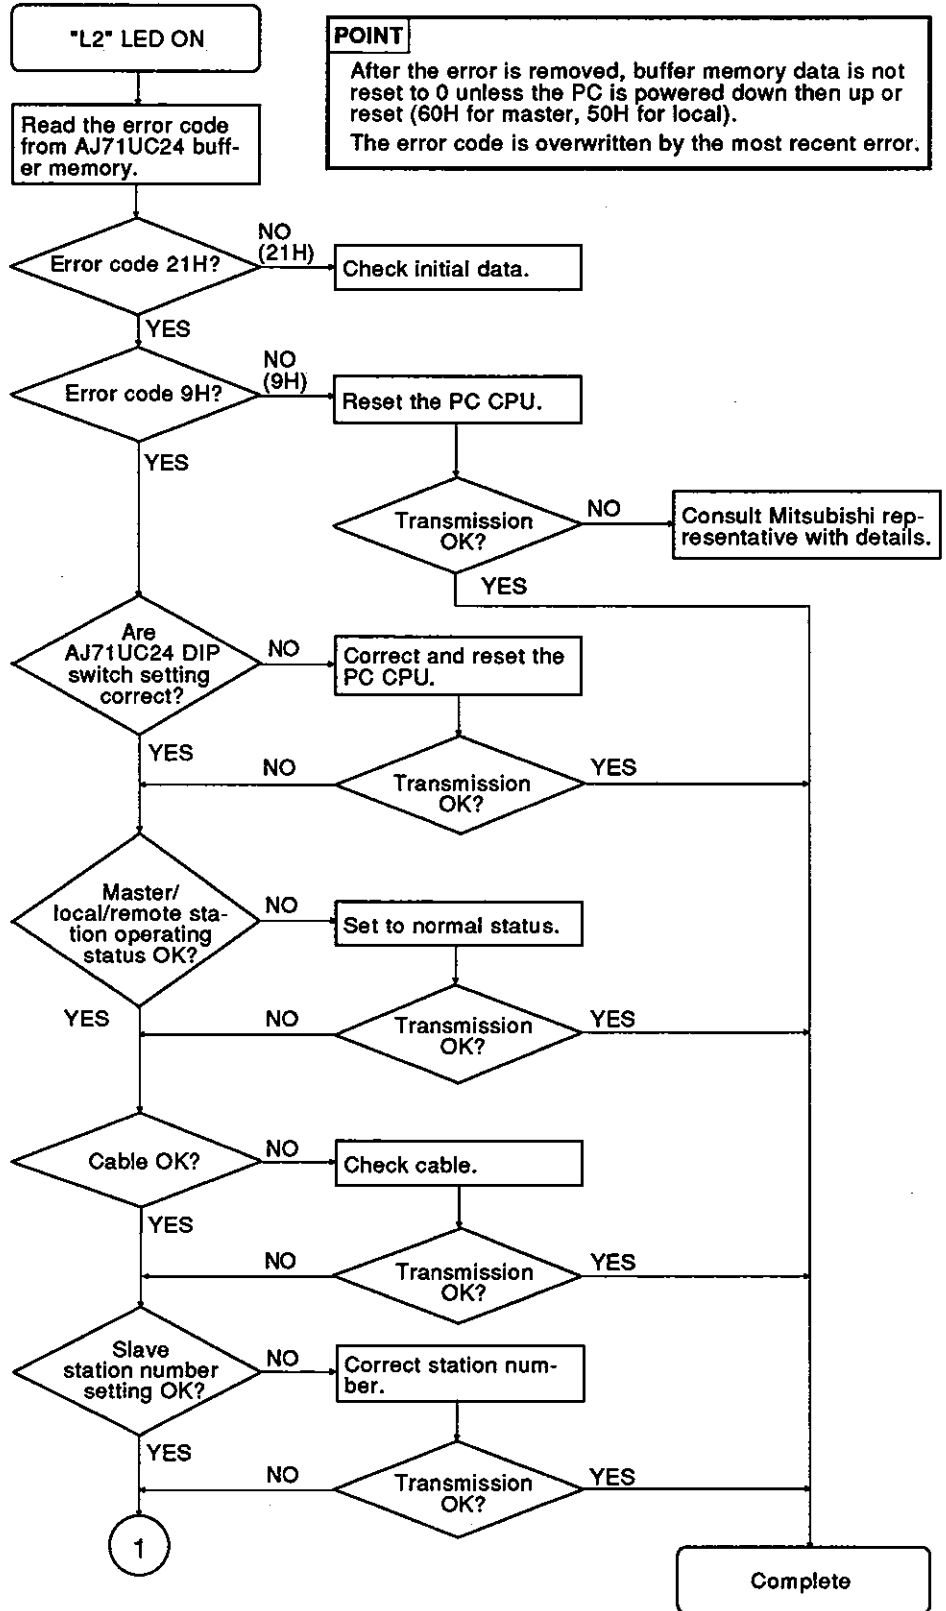 "L2" LED ON
POINT
After the error is removed, buffer memory data is not
reset to 0 unless the PC is powered down then up or
reset (60H for master, 50H for local).
The error code is overwritten by the most recent error.
Read the error code
from AJ71UC24 buff-
er memory.
Error code 21H?
NO
(21H)
Check initial data.
YES
Error code 9H?
NO
(9H)
Reset the PC CPU.
YES
Transmission
OK?
NO
Consult Mitsubishi rep-
resentative with details.
YES
Are
AJ71UC24 DIP
switch setting
correct?
NO
Correct and reset the
PC CPU.
YES
NO
Transmission
OK?
YES
Master/
local/remote sta-
tion operating
status OK?
NO
Set to normal status.
YES
NO
Transmission
OK?
YES
Cable OK?
NO
Check cable.
YES
NO
Transmission
OK?
YES
Slave
station number
setting OK?
NO
Correct station num-
ber.
YES
NO
Transmission
OK?
YES
1
Complete